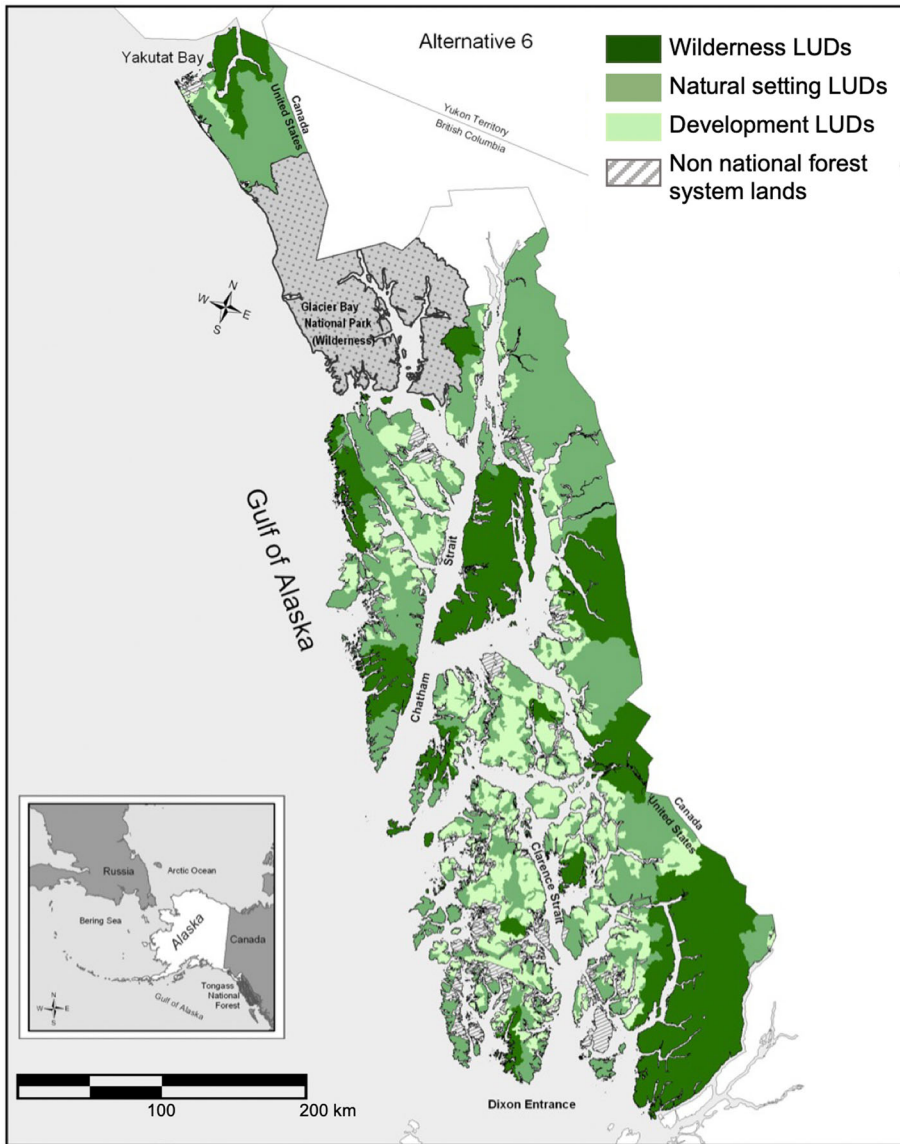 Alternative 6
Wilderness LUDs
Natural setting LUDs
Development LUDs
Non national forest
system lands
Yakutat Bay
Canada
United States
Yukon Territory
British Columbia
N
W
E
S
Glacier Bay
National Park
(Wilderness)
Gulf of Alaska
Strait
Chatham
Canada
United States
Clarence Strait
Dixon Entrance
Russia
Arctic Ocean
Bering Sea
Alaska
Canada
Gulf of Alaska
Tongass
National
Forest
N
W
E
S
100
200 km